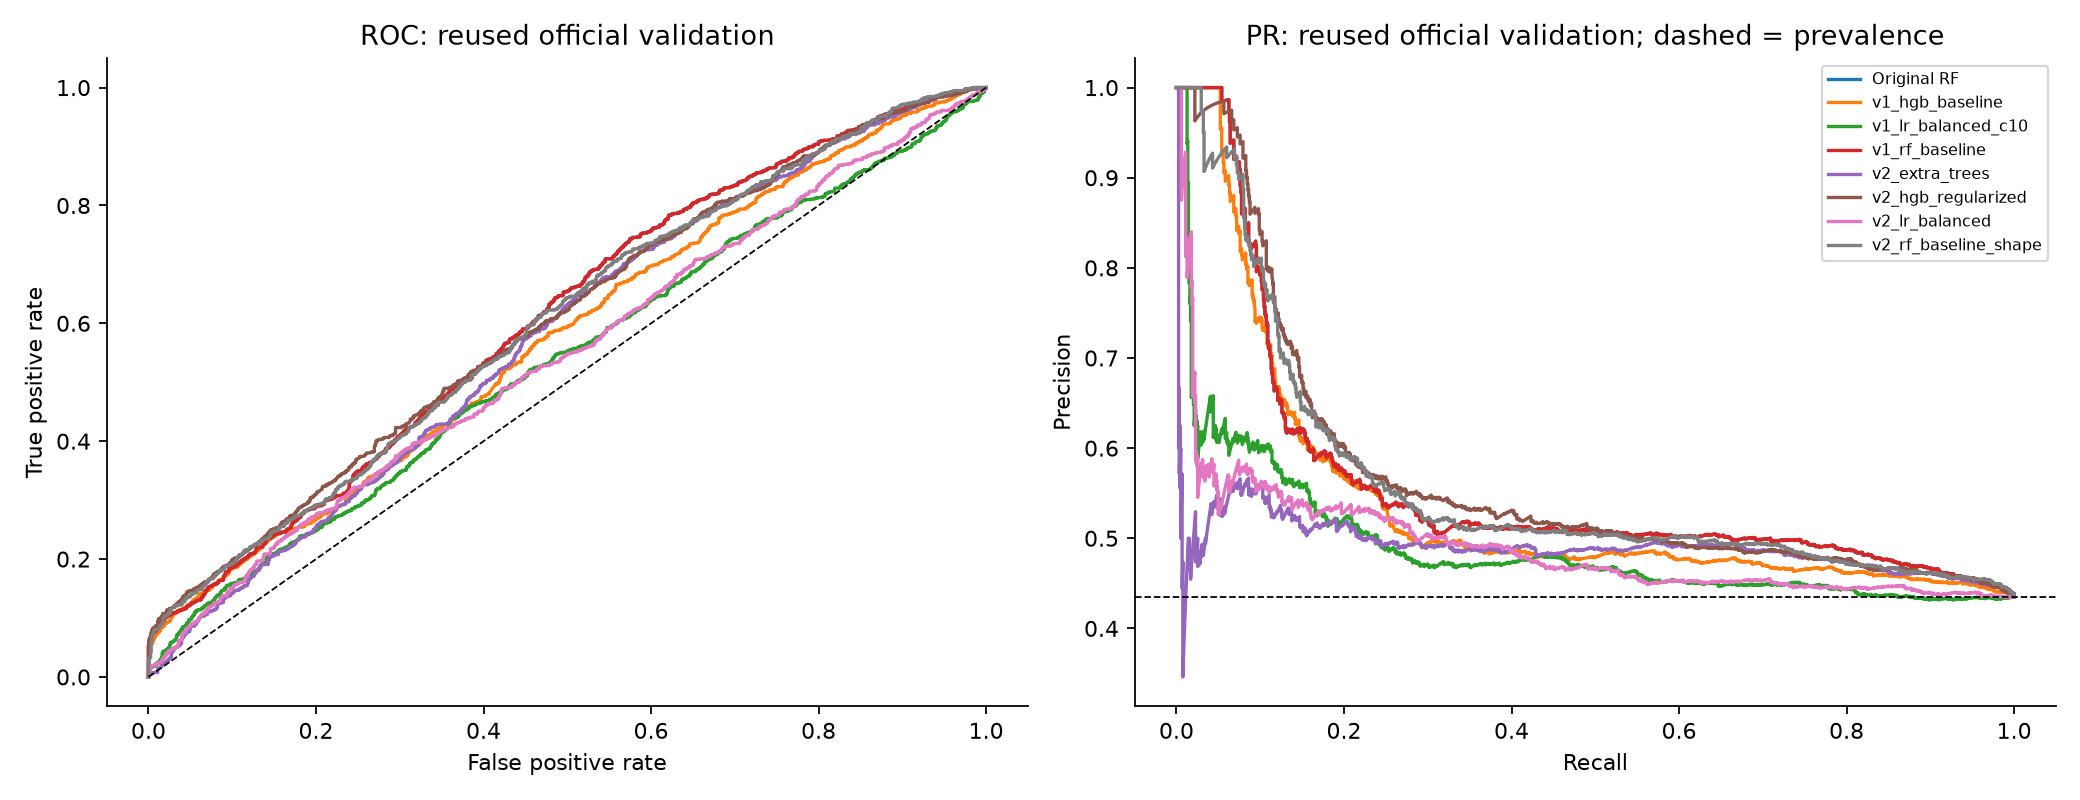 ROC: reused official validation
True positive rate
1.0
0.8
0.6
0.4
0.2
0.0
0.0 0.2 0.4 0.6 0.8 1.0
False positive rate
PR: reused official validation; dashed = prevalence
Precision
1.0
0.9
0.8
0.7
0.6
0.5
0.4
0.0 0.2 0.4 0.6 0.8 1.0
Recall
Original RF
v1_hgb_baseline
v1_lr_balanced_c10
v1_rf_baseline
v2_extra_trees
v2_hgb_regularized
v2_lr_balanced
v2_rf_baseline_shape